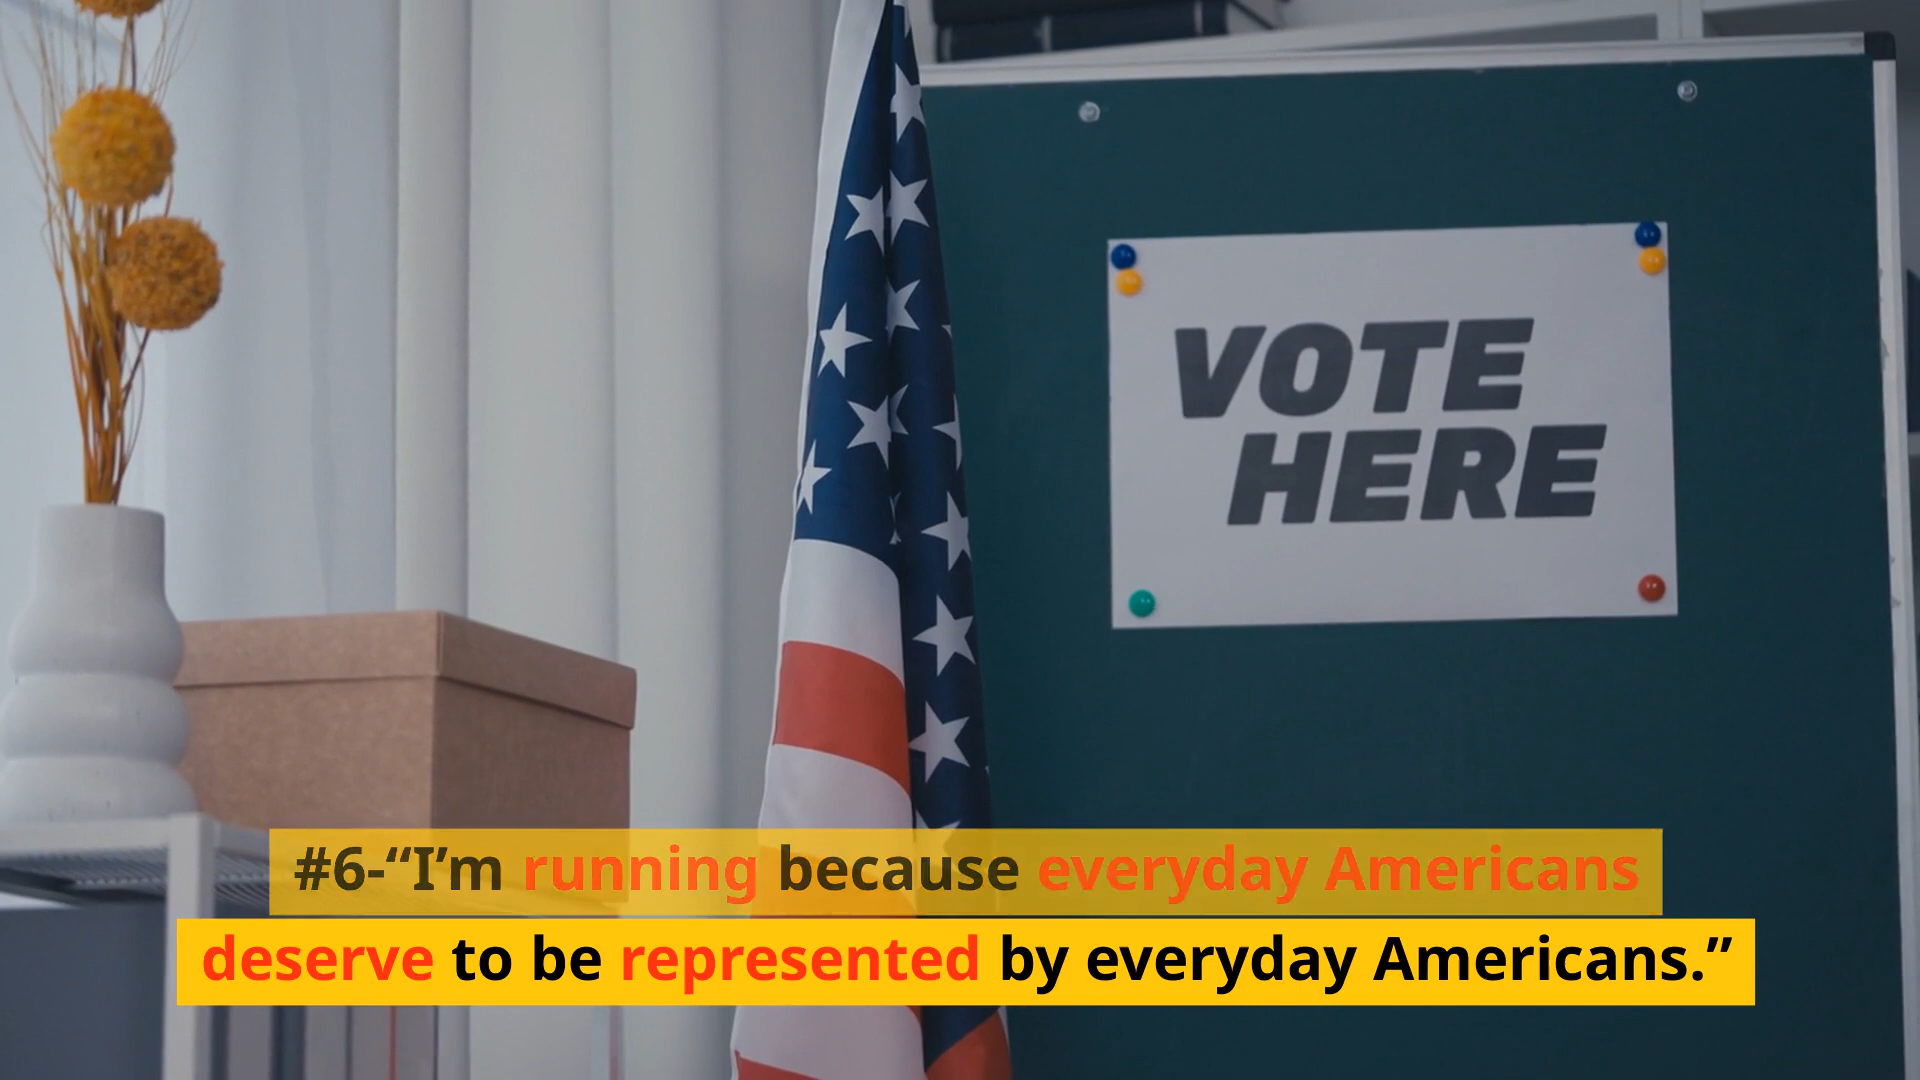 VOTE
HERE
#6-“I’m running because everyday Americans
deserve to be represented by everyday Americans.”